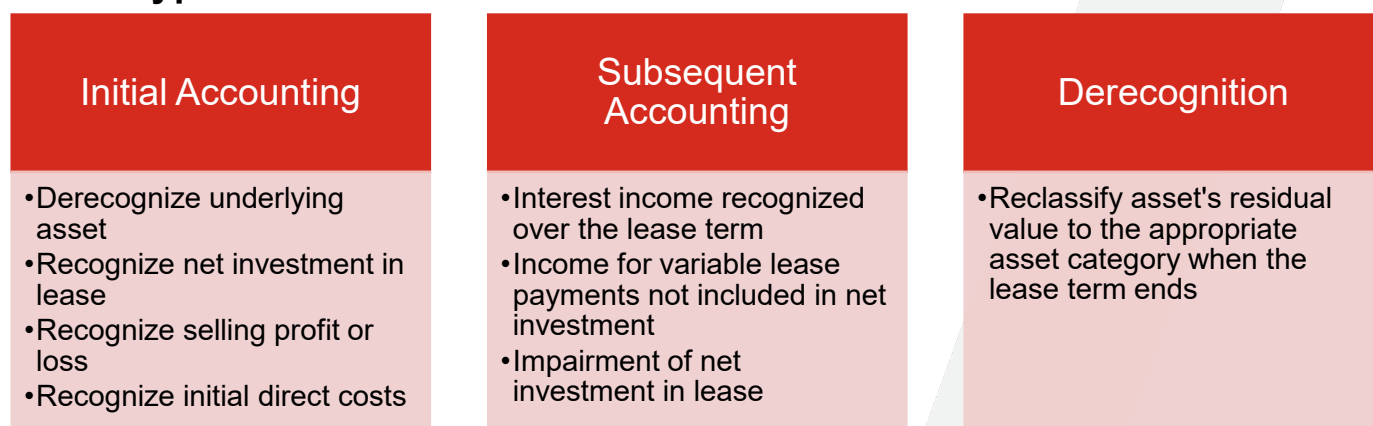 Initial Accounting
•Derecognize underlying
asset
•Recognize net investment in
lease
•Recognize selling profit or
loss
•Recognize initial direct costs
Subsequent
Accounting
•Interest income recognized
over the lease term
•Income for variable lease
payments not included in net
investment
•Impairment of net
investment in lease
Derecognition
•Reclassify asset's residual
value to the appropriate
asset category when the
lease term ends